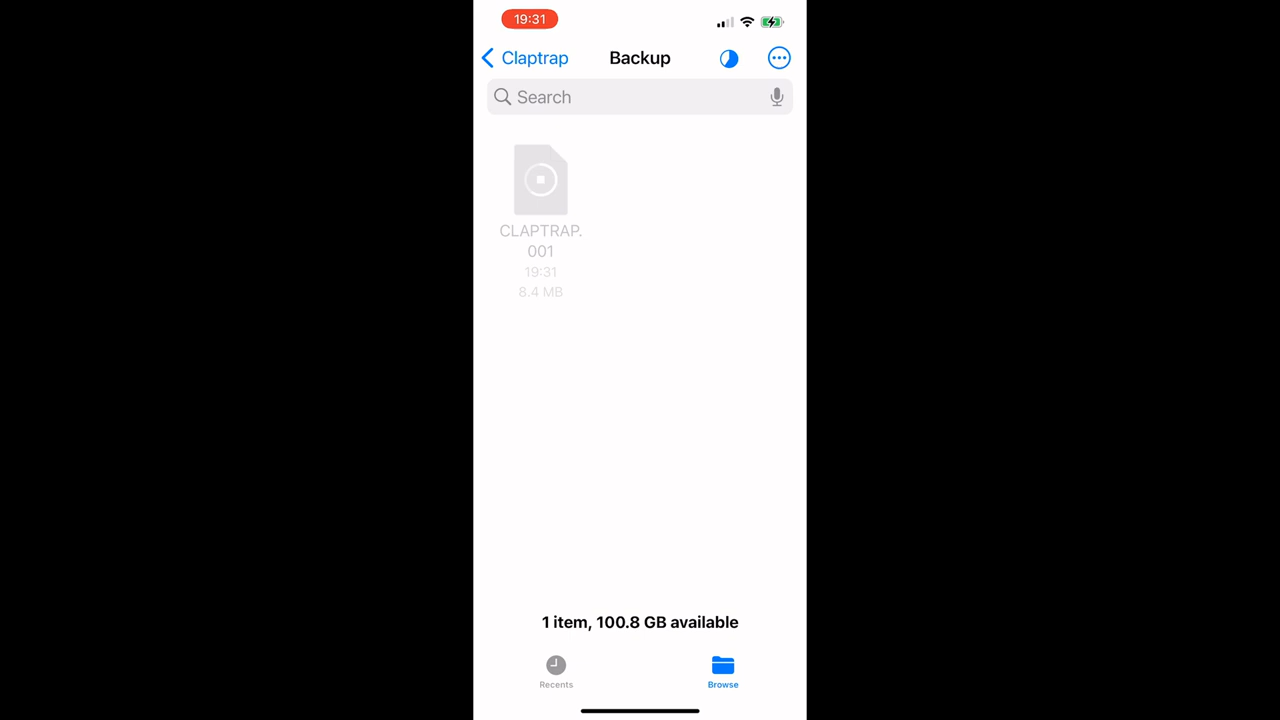 19:31
Claptrap
Backup
Search
CLAPTRAP.
001
19:31
8.4 MB
1 item, 100.8 GB available
Recents
Browse